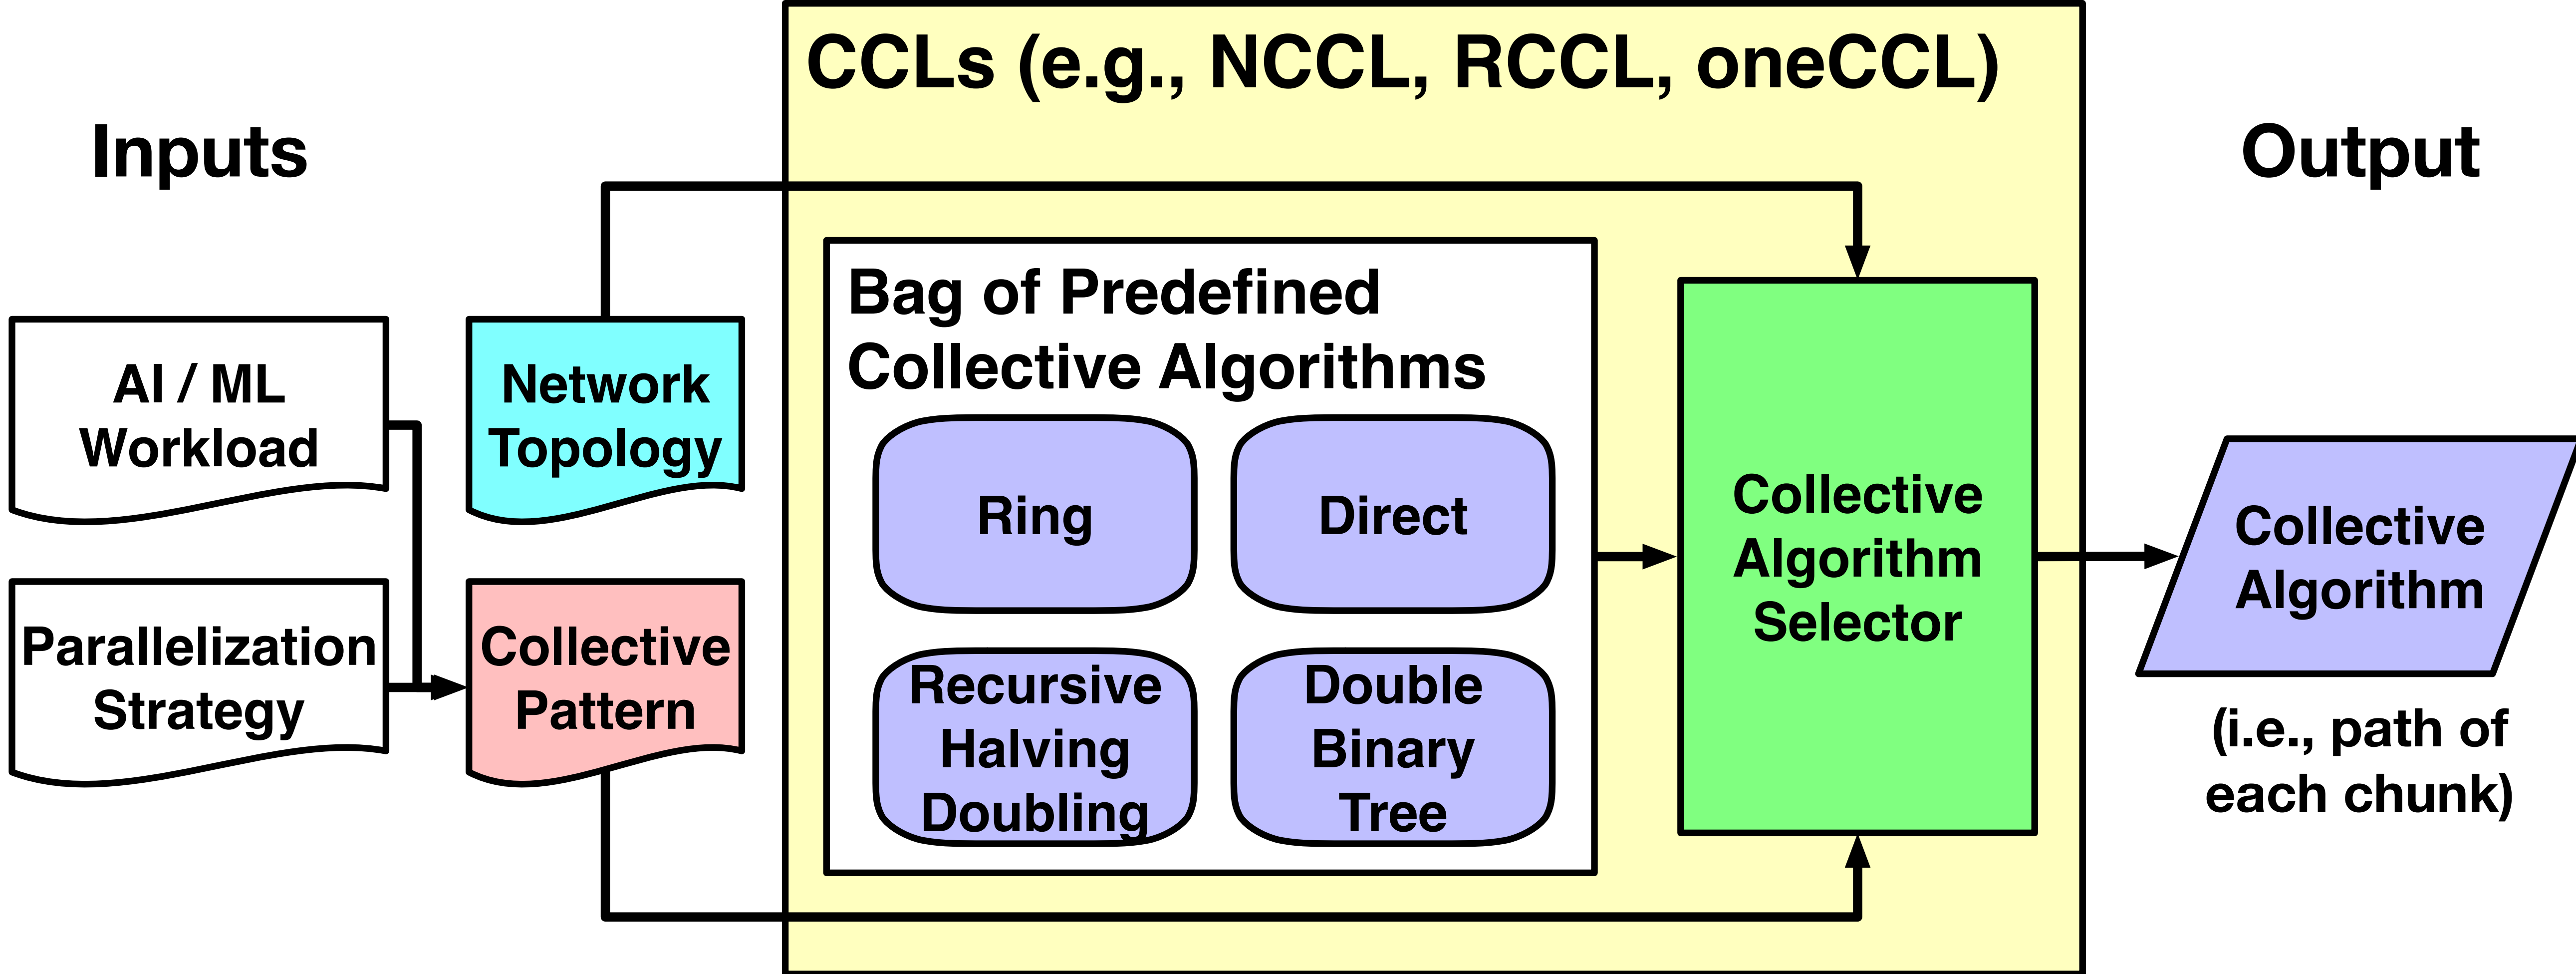 CCLs (e.g., NCCL, RCCL, oneCCL)
Inputs
Output
AI / ML
Workload
Network
Topology
Parallelization
Strategy
Collective
Pattern
Bag of Predefined
Collective Algorithms
Ring
Direct
Recursive
Halving
Doubling
Double
Binary
Tree
Collective
Algorithm
Selector
Collective
Algorithm
(i.e., path of
each chunk)